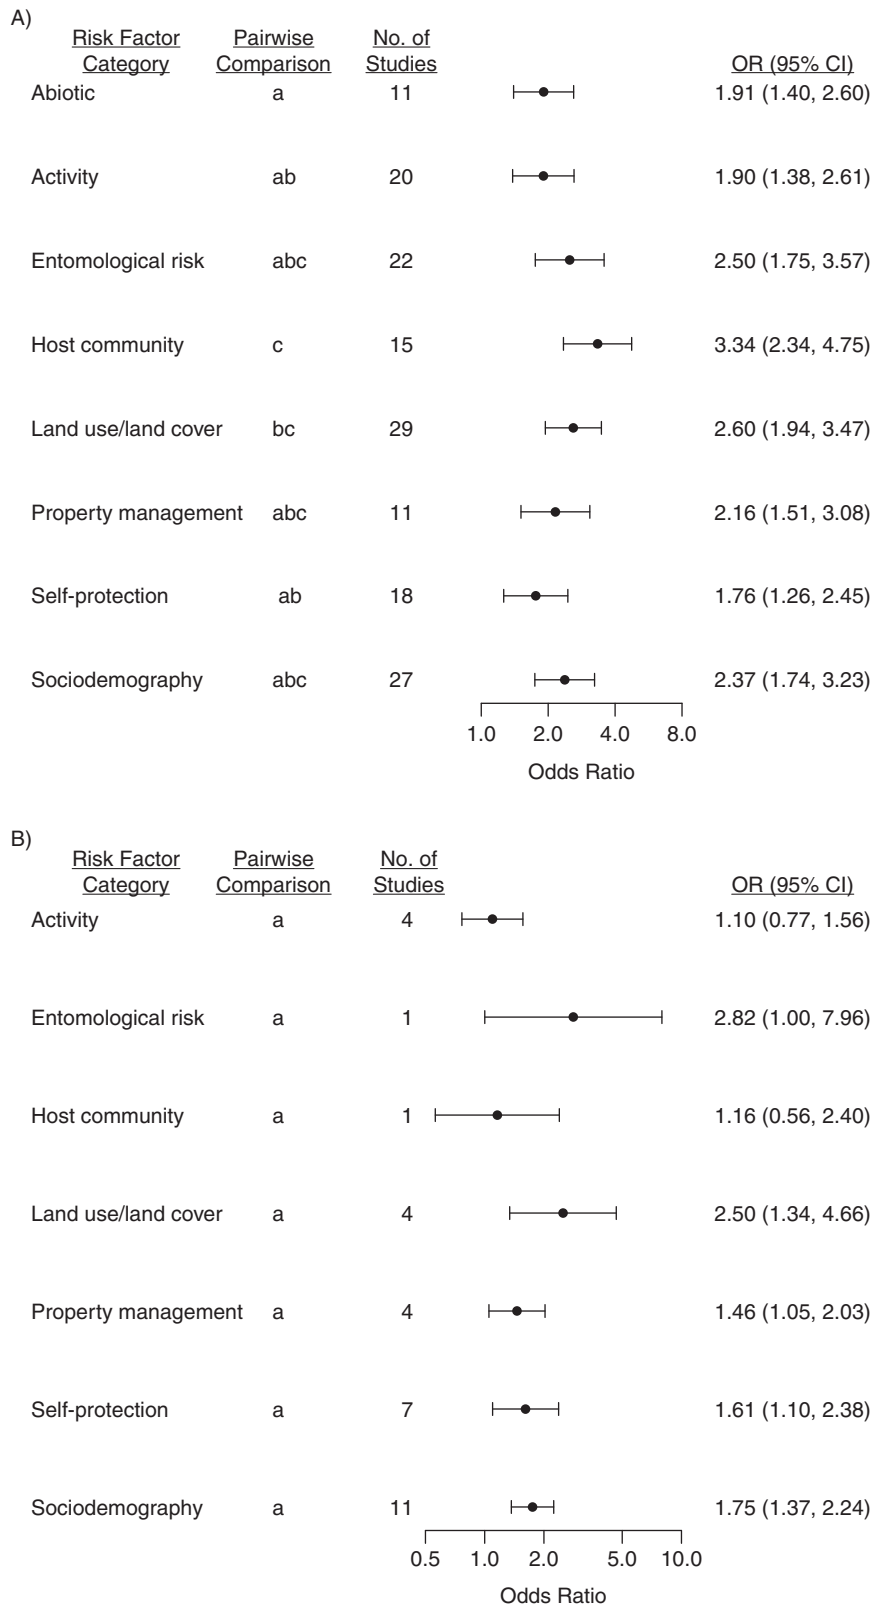 A)
Risk Factor Category Pairwise Comparison No. of Studies OR (95% CI)
Abiotic a 11 1.91 (1.40, 2.60)
Activity ab 20 1.90 (1.38, 2.61)
Entomological risk abc 22 2.50 (1.75, 3.57)
Host community c 15 3.34 (2.34, 4.75)
Land use/land cover bc 29 2.60 (1.94, 3.47)
Property management abc 11 2.16 (1.51, 3.08)
Self-protection ab 18 1.76 (1.26, 2.45)
Sociodemography abc 27 2.37 (1.74, 3.23)
1.0 2.0 4.0 8.0
Odds Ratio
B)
Risk Factor Category Pairwise Comparison No. of Studies OR (95% CI)
Activity a 4 1.10 (0.77, 1.56)
Entomological risk a 1 2.82 (1.00, 7.96)
Host community a 1 1.16 (0.56, 2.40)
Land use/land cover a 4 2.50 (1.34, 4.66)
Property management a 4 1.46 (1.05, 2.03)
Self-protection a 7 1.61 (1.10, 2.38)
Sociodemography a 11 1.75 (1.37, 2.24)
0.5 1.0 2.0 5.0 10.0
Odds Ratio